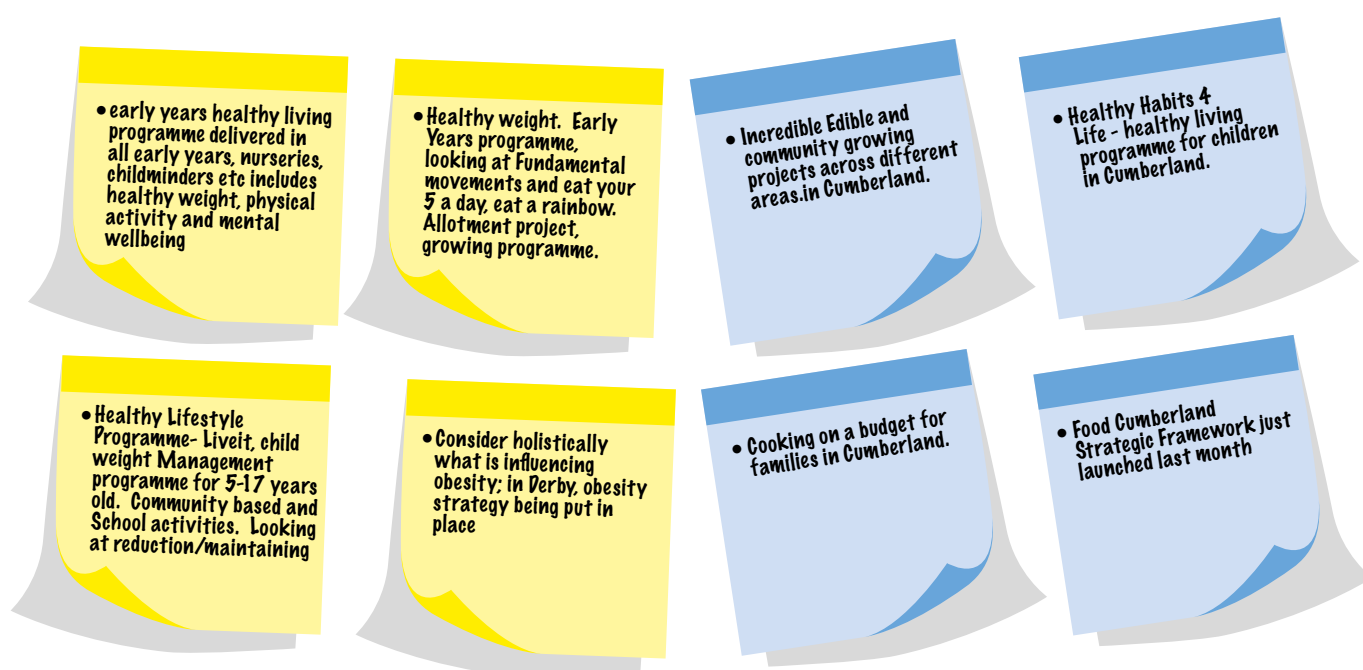 • early years healthy living
programme delivered in
all early years, nurseries,
childminders etc includes
healthy weight, physical
activity and mental
wellbeing
• Healthy weight. Early
Years programme,
looking at Fundamental
movements and eat your
5 a day, eat a rainbow.
Allotment project,
growing programme.
• Incredible Edible and
community growing
projects across different
areas.in Cumberland.
• Healthy Habits 4
Life - healthy living
programme for children
in Cumberland.
• Healthy Lifestyle
Programme- Liveit, child
weight Management
programme for 5-17 years
old. Community based and
School activities. Looking
at reduction/maintaining
• Consider holistically
what is influencing
obesity; in Derby, obesity
strategy being put in
place
• Cooking on a budget for
families in Cumberland.
• Food Cumberland
Strategic Framework just
launched last month